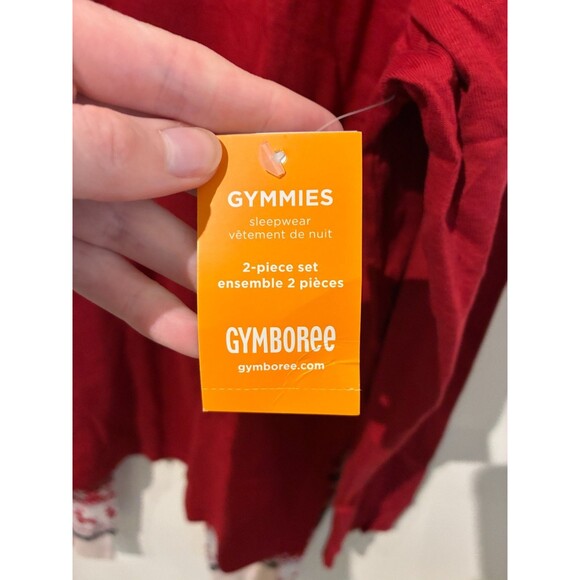 GYMMIES
sleepwear
vêtement de nuit
2-piece set
ensemble 2 pièces
GYMBORee
gymboree.com